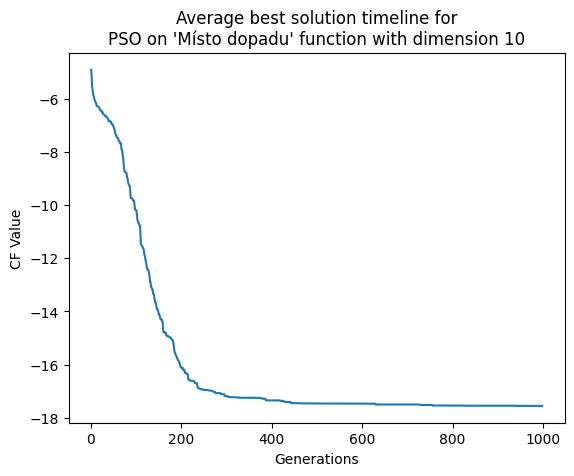 Average best solution timeline for
PSO on 'Místo dopadu' function with dimension 10
CF Value
−6
−8
−10
−12
−14
−16
−18
0 200 400 600 800 1000
Generations